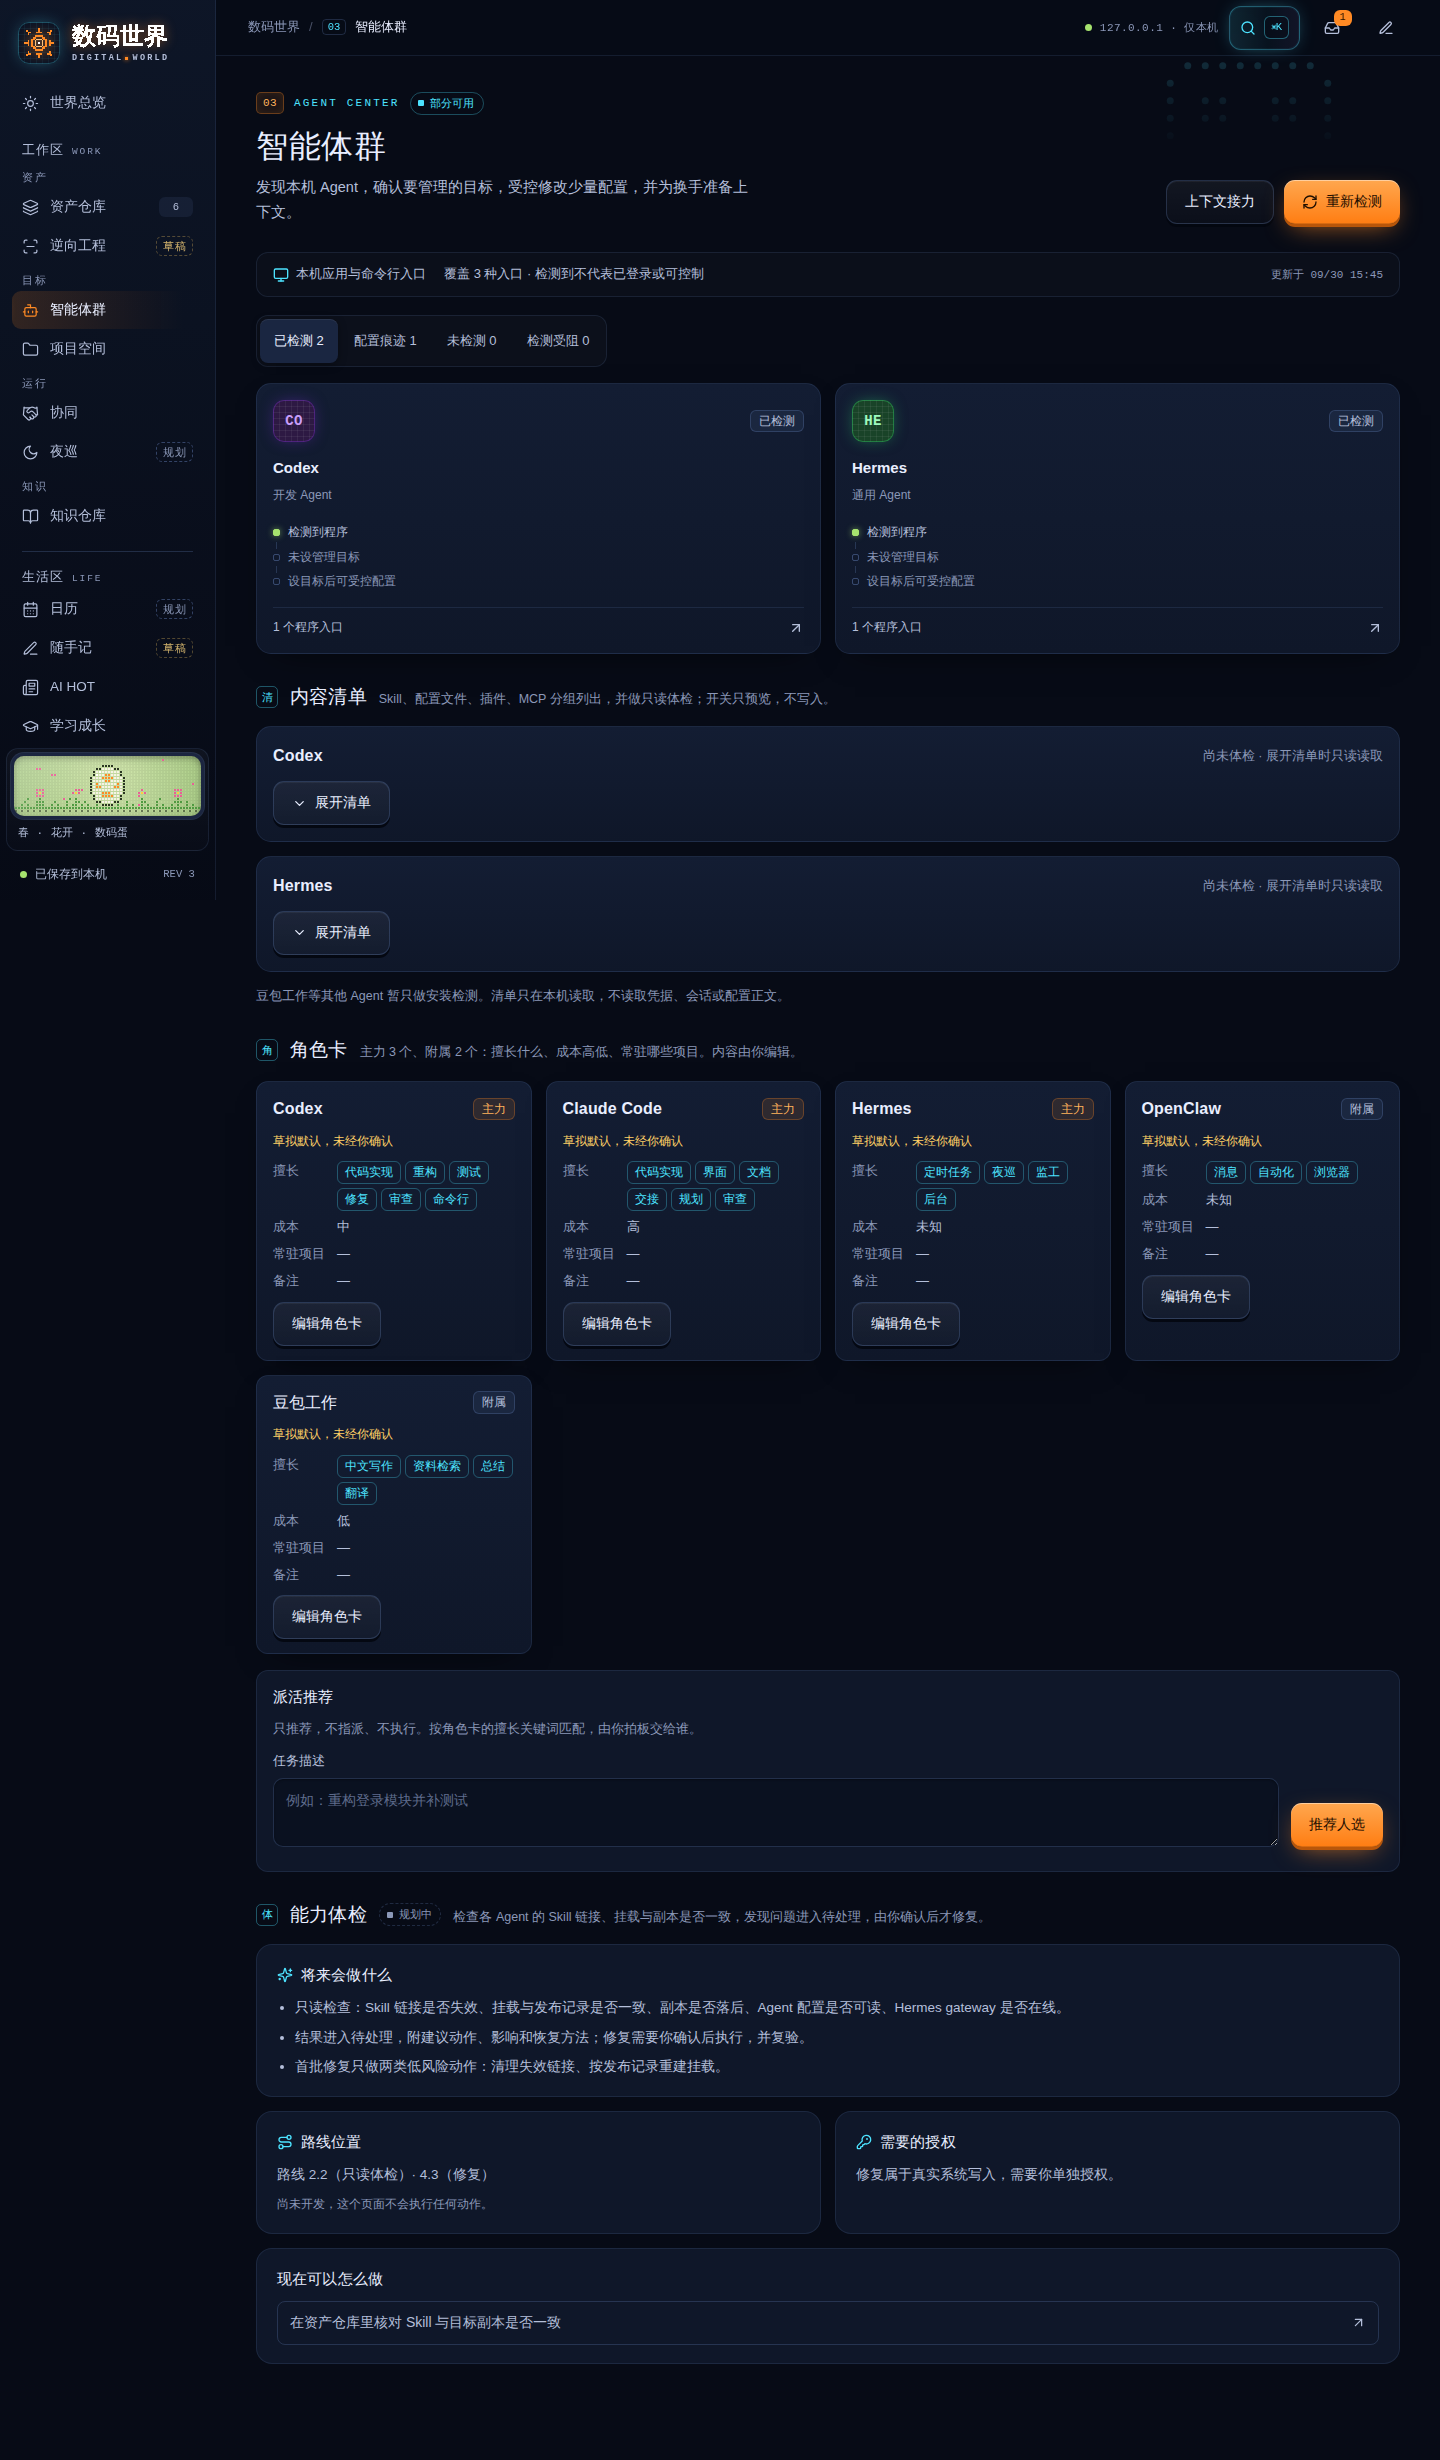 数码世界
DIGITAL WORLD
世界总览
工作区 WORK
资产
资产仓库 6
逆向工程 草稿
目标
智能体群
项目空间
运行
协同
夜巡 规划
知识
知识仓库
生活区 LIFE
日历 规划
随手记 草稿
AI HOT
学习成长
春 · 花开 · 数码蛋
已保存到本机 REV 3
数码世界 / 03 智能体群
127.0.0.1 · 仅本机
⌘K
1
03 AGENT CENTER 部分可用
智能体群
发现本机 Agent，确认要管理的目标，受控修改少量配置，并为换手准备上
下文。
上下文接力
重新检测
本机应用与命令行入口 覆盖 3 种入口 · 检测到不代表已登录或可控制
更新于 09/30 15:45
已检测 2 配置痕迹 1 未检测 0 检测受阻 0
CO 已检测
Codex
开发 Agent
检测到程序
未设管理目标
设目标后可受控配置
1 个程序入口
HE 已检测
Hermes
通用 Agent
检测到程序
未设管理目标
设目标后可受控配置
1 个程序入口
清 内容清单 Skill、配置文件、插件、MCP 分组列出，并做只读体检；开关只预览，不写入。
Codex 尚未体检 · 展开清单时只读读取
展开清单
Hermes 尚未体检 · 展开清单时只读读取
展开清单
豆包工作等其他 Agent 暂只做安装检测。清单只在本机读取，不读取凭据、会话或配置正文。
角 角色卡 主力 3 个、附属 2 个：擅长什么、成本高低、常驻哪些项目。内容由你编辑。
Codex 主力
草拟默认，未经你确认
擅长 代码实现 重构 测试
修复 审查 命令行
成本 中
常驻项目 —
备注 —
编辑角色卡
Claude Code 主力
草拟默认，未经你确认
擅长 代码实现 界面 文档
交接 规划 审查
成本 高
常驻项目 —
备注 —
编辑角色卡
Hermes 主力
草拟默认，未经你确认
擅长 定时任务 夜巡 监工
后台
成本 未知
常驻项目 —
备注 —
编辑角色卡
OpenClaw 附属
草拟默认，未经你确认
擅长 消息 自动化 浏览器
成本 未知
常驻项目 —
备注 —
编辑角色卡
豆包工作 附属
草拟默认，未经你确认
擅长 中文写作 资料检索 总结
翻译
成本 低
常驻项目 —
备注 —
编辑角色卡
派活推荐
只推荐，不指派、不执行。按角色卡的擅长关键词匹配，由你拍板交给谁。
任务描述
例如：重构登录模块并补测试
推荐人选
体 能力体检 规划中 检查各 Agent 的 Skill 链接、挂载与副本是否一致，发现问题进入待处理，由你确认后才修复。
将来会做什么
• 只读检查：Skill 链接是否失效、挂载与发布记录是否一致、副本是否落后、Agent 配置是否可读、Hermes gateway 是否在线。
• 结果进入待处理，附建议动作、影响和恢复方法；修复需要你确认后执行，并复验。
• 首批修复只做两类低风险动作：清理失效链接、按发布记录重建挂载。
路线位置
路线 2.2（只读体检）· 4.3（修复）
尚未开发，这个页面不会执行任何动作。
需要的授权
修复属于真实系统写入，需要你单独授权。
现在可以怎么做
在资产仓库里核对 Skill 与目标副本是否一致